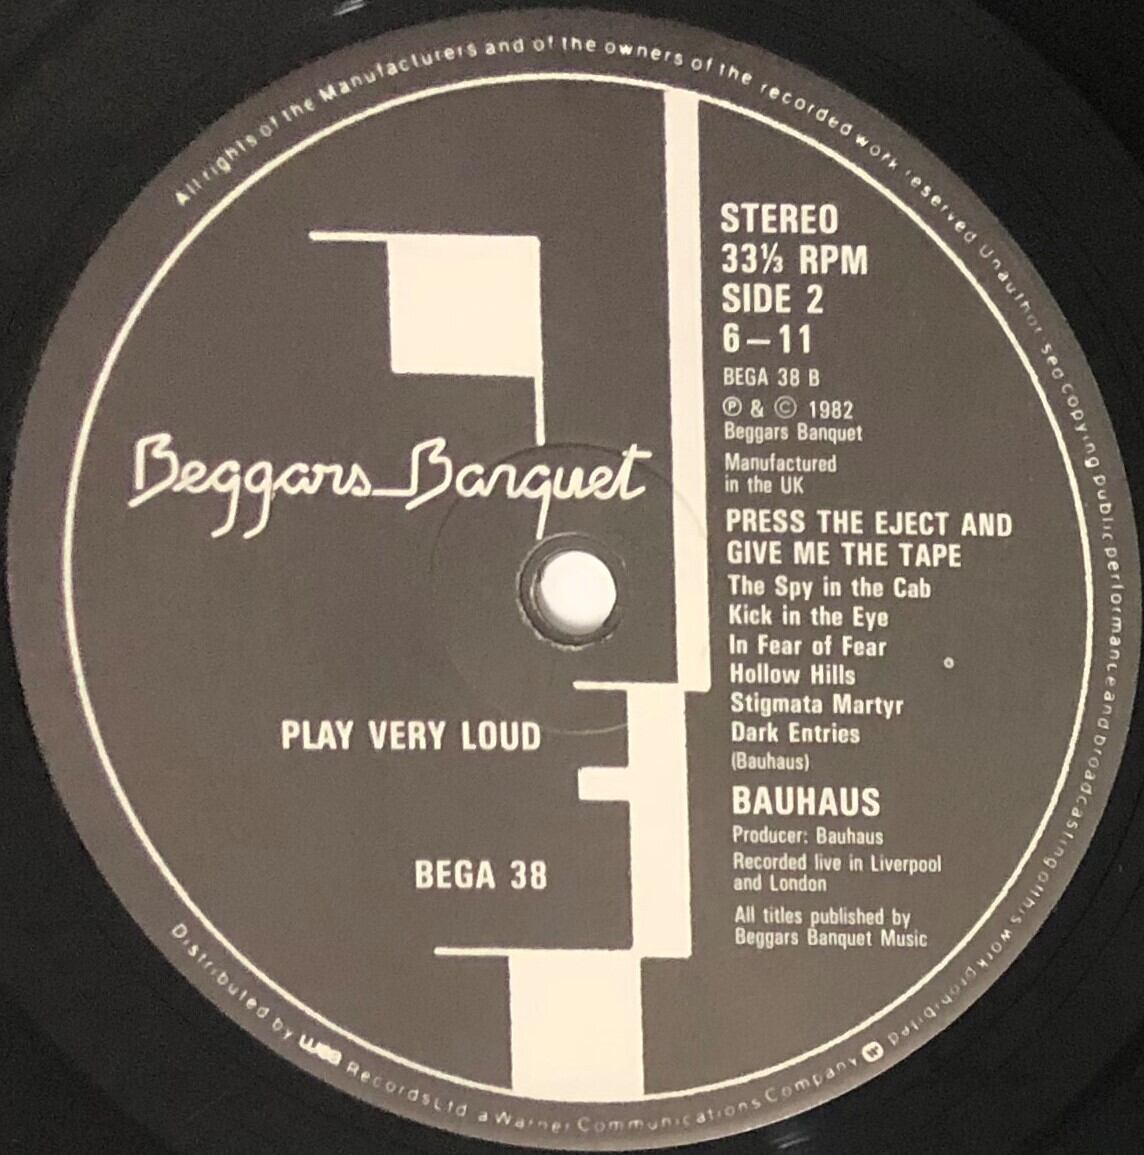 All rights of the Manufacturers and of the owners of the recorded work reserved Unauthorised copying public performance and broadcasting of this work prohibited
STEREO
33⅓ RPM
SIDE 2
6—11
BEGA 38 B
Ⓟ & © 1982
Beggars Banquet
Manufactured
in the UK
PRESS THE EJECT AND
GIVE ME THE TAPE
The Spy in the Cab
Kick in the Eye
In Fear of Fear
Hollow Hills
Stigmata Martyr
Dark Entries
(Bauhaus)
BAUHAUS
Producer: Bauhaus
Recorded live in Liverpool
and London
All titles published by
Beggars Banquet Music
Beggars Banquet
PLAY VERY LOUD
BEGA 38
Distributed by wea Records Ltd a Warner Communications Company